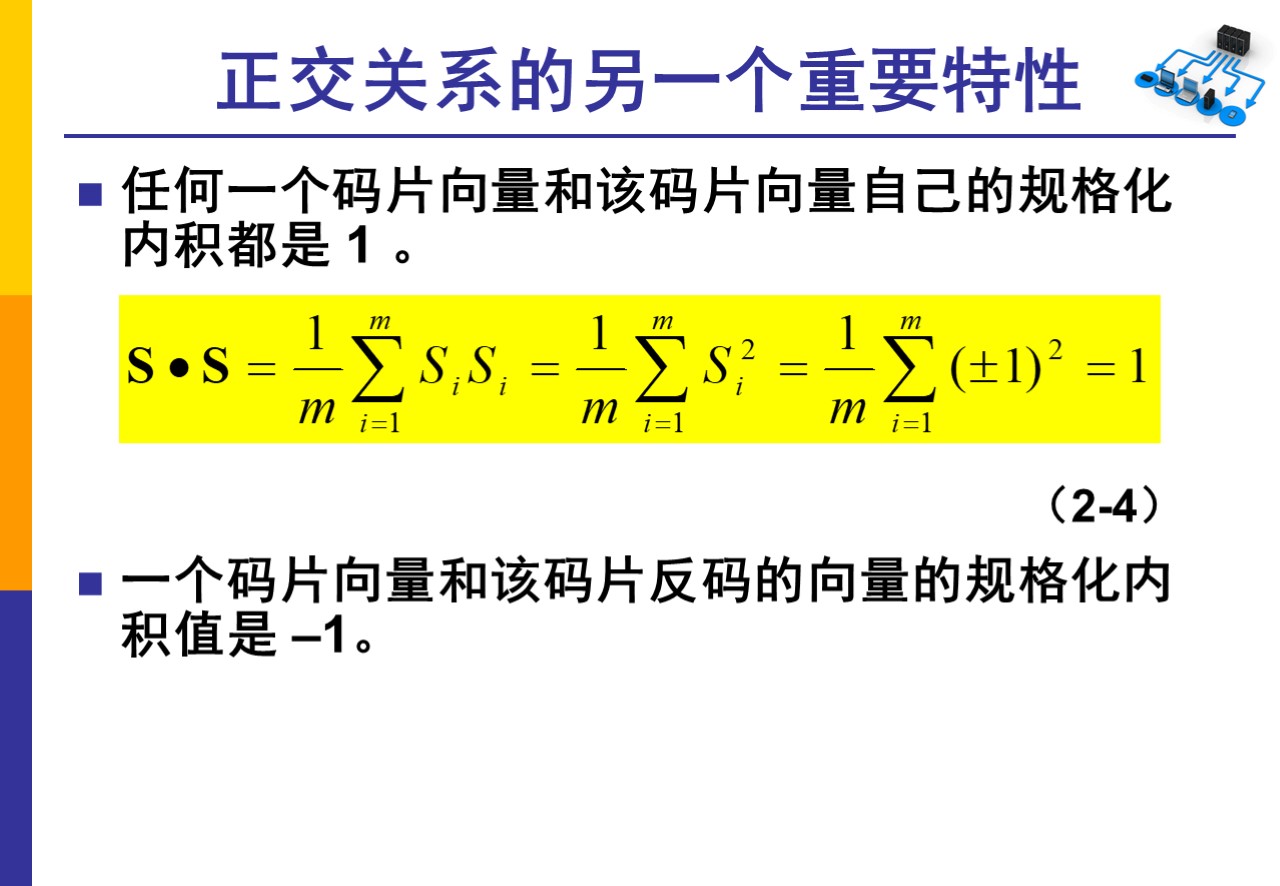 正交关系的另一个重要特性
任何一个码片向量和该码片向量自己的规格化
内积都是 1 。
S • S = \frac{1}{m} \sum_{i=1}^{m} S_i S_i = \frac{1}{m} \sum_{i=1}^{m} S_i^2 = \frac{1}{m} \sum_{i=1}^{m} (±1)^2 = 1
（2-4）
一个码片向量和该码片反码的向量的规格化内
积值是 –1。